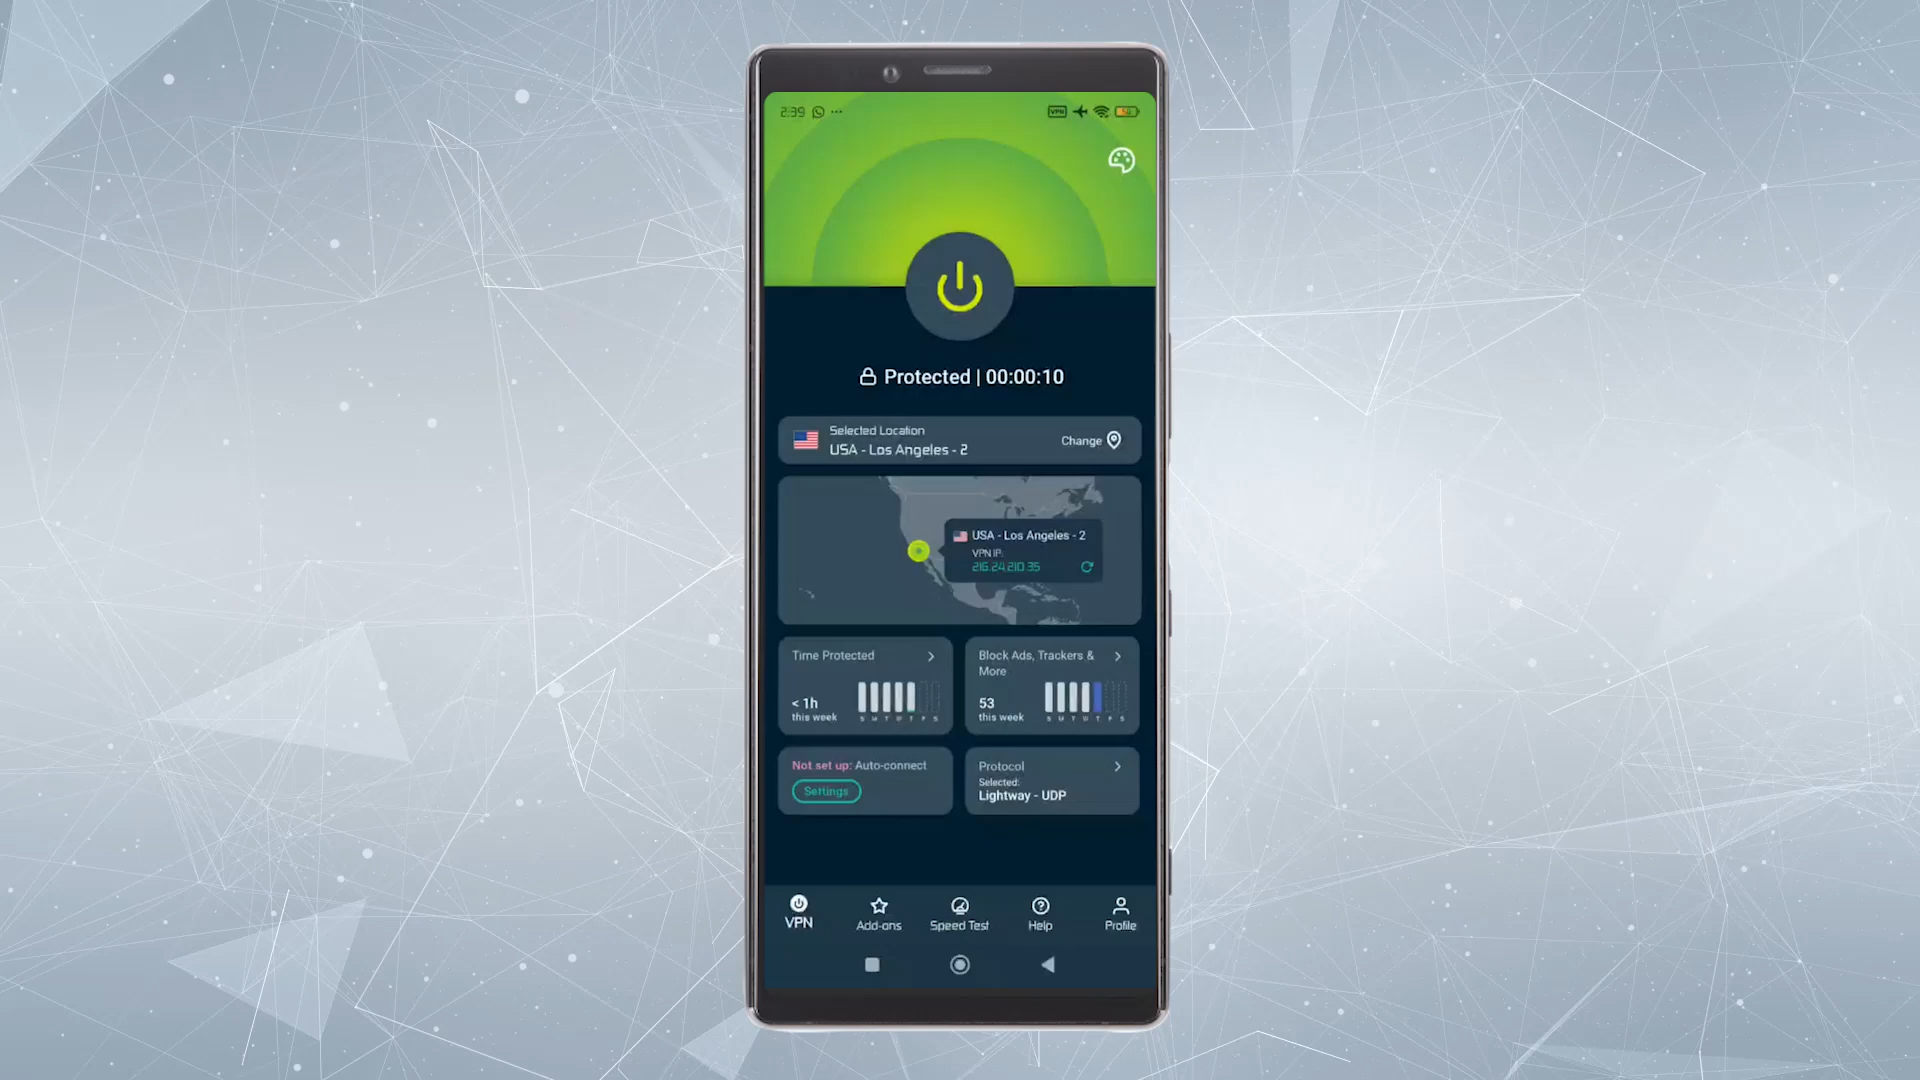 2:39
VPN
Protected | 00:00:10
Selected Location
USA - Los Angeles - 2
Change
USA - Los Angeles - 2
VPN IP:
216.24.210.35
Time Protected
< 1h
this week
S M T W T F S
Block Ads, Trackers &
More
53
this week
S M T W T F S
Not set up: Auto-connect
Settings
Protocol
Selected:
Lightway - UDP
VPN
Add-ons
Speed Test
Help
Profile